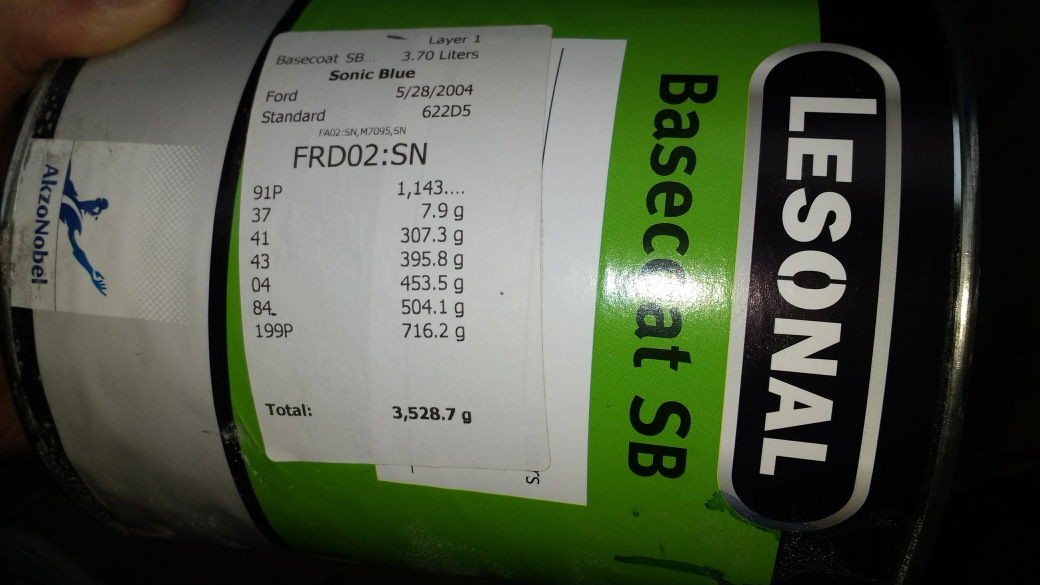 Layer 1
Basecoat SB... 3.70 Liters
Sonic Blue
Ford 5/28/2004
Standard 622D5
FA02:SN,M7095,SN
FRD02:SN
91P 1,143....
37 7.9 g
41 307.3 g
43 395.8 g
04 453.5 g
84 504.1 g
199P 716.2 g
Total: 3,528.7 g
rs
Basecoat SB
LESONAL
AkzoNobel